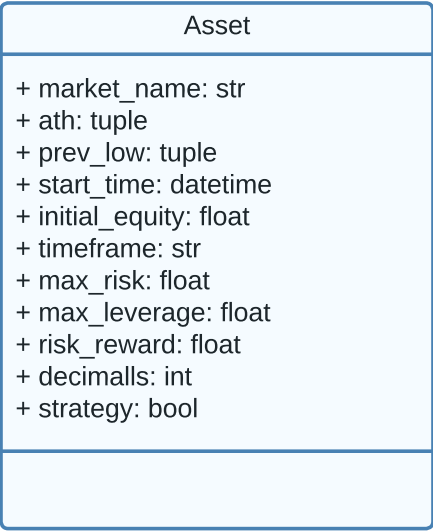 Asset
+ market_name: str
+ ath: tuple
+ prev_low: tuple
+ start_time: datetime
+ initial_equity: float
+ timeframe: str
+ max_risk: float
+ max_leverage: float
+ risk_reward: float
+ decimalls: int
+ strategy: bool